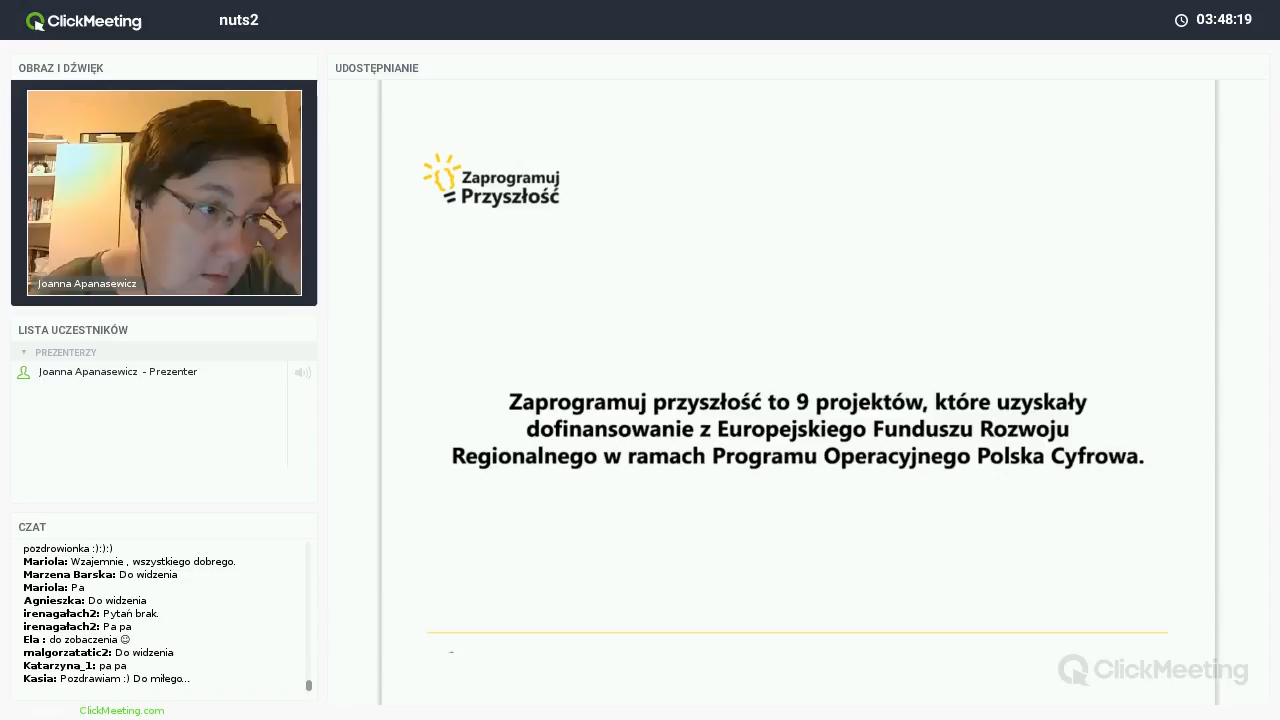 ClickMeeting
nuts2
03:48:19
OBRAZ I DŹWIĘK
Joanna Apanasewicz
LISTA UCZESTNIKÓW
PREZENTERZY
Joanna Apanasewicz - Prezenter
CZAT
pozdrowionka :):):)
Mariola: Wzajemnie , wszystkiego dobrego.
Marzena Barska: Do widzenia
Mariola: Pa
Agnieszka: Do widzenia
irenagałach2: Pytań brak.
irenagałach2: Pa pa
Ela : do zobaczenia ☺
malgorzatatic2: Do widzenia
Katarzyna_1: pa pa
Kasia: Pozdrawiam :) Do miłego...
ClickMeeting.com
UDOSTĘPNIANIE
Zaprogramuj
Przyszłość
Zaprogramuj przyszłość to 9 projektów, które uzyskały
dofinansowanie z Europejskiego Funduszu Rozwoju
Regionalnego w ramach Programu Operacyjnego Polska Cyfrowa.
ClickMeeting